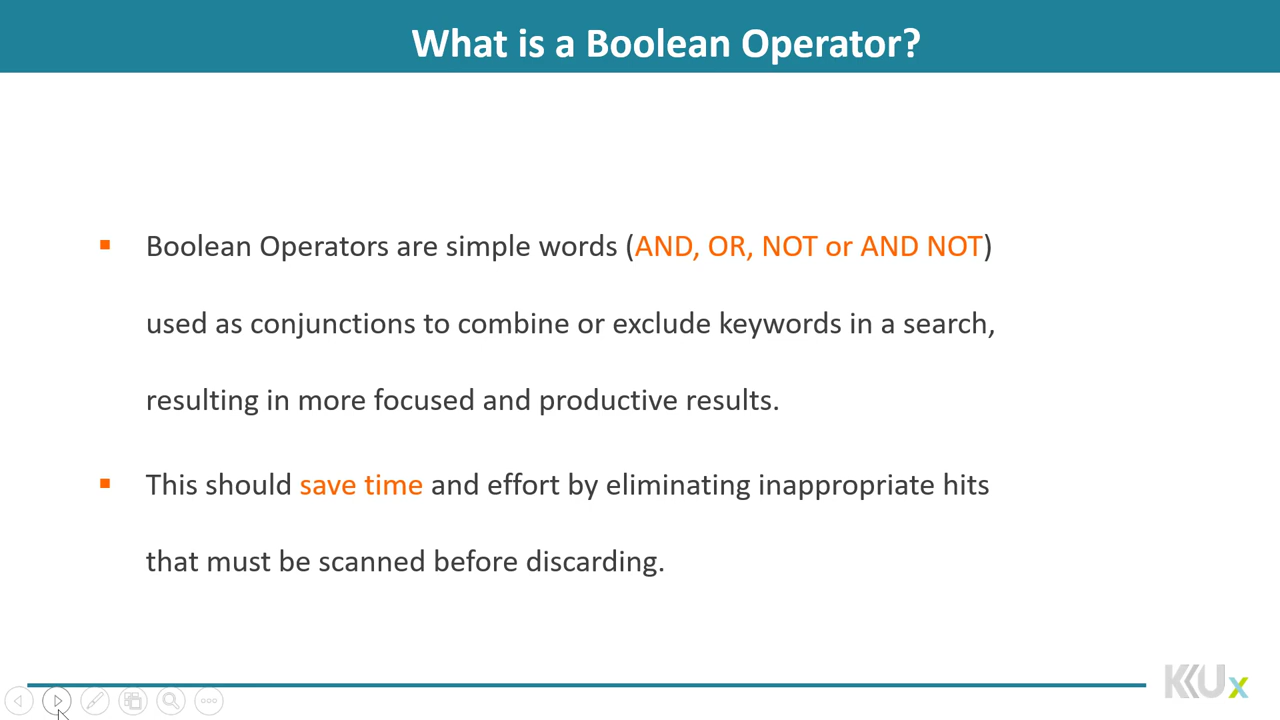 What is a Boolean Operator?
Boolean Operators are simple words (AND, OR, NOT or AND NOT)
used as conjunctions to combine or exclude keywords in a search,
resulting in more focused and productive results.
This should save time and effort by eliminating inappropriate hits
that must be scanned before discarding.
KKUx